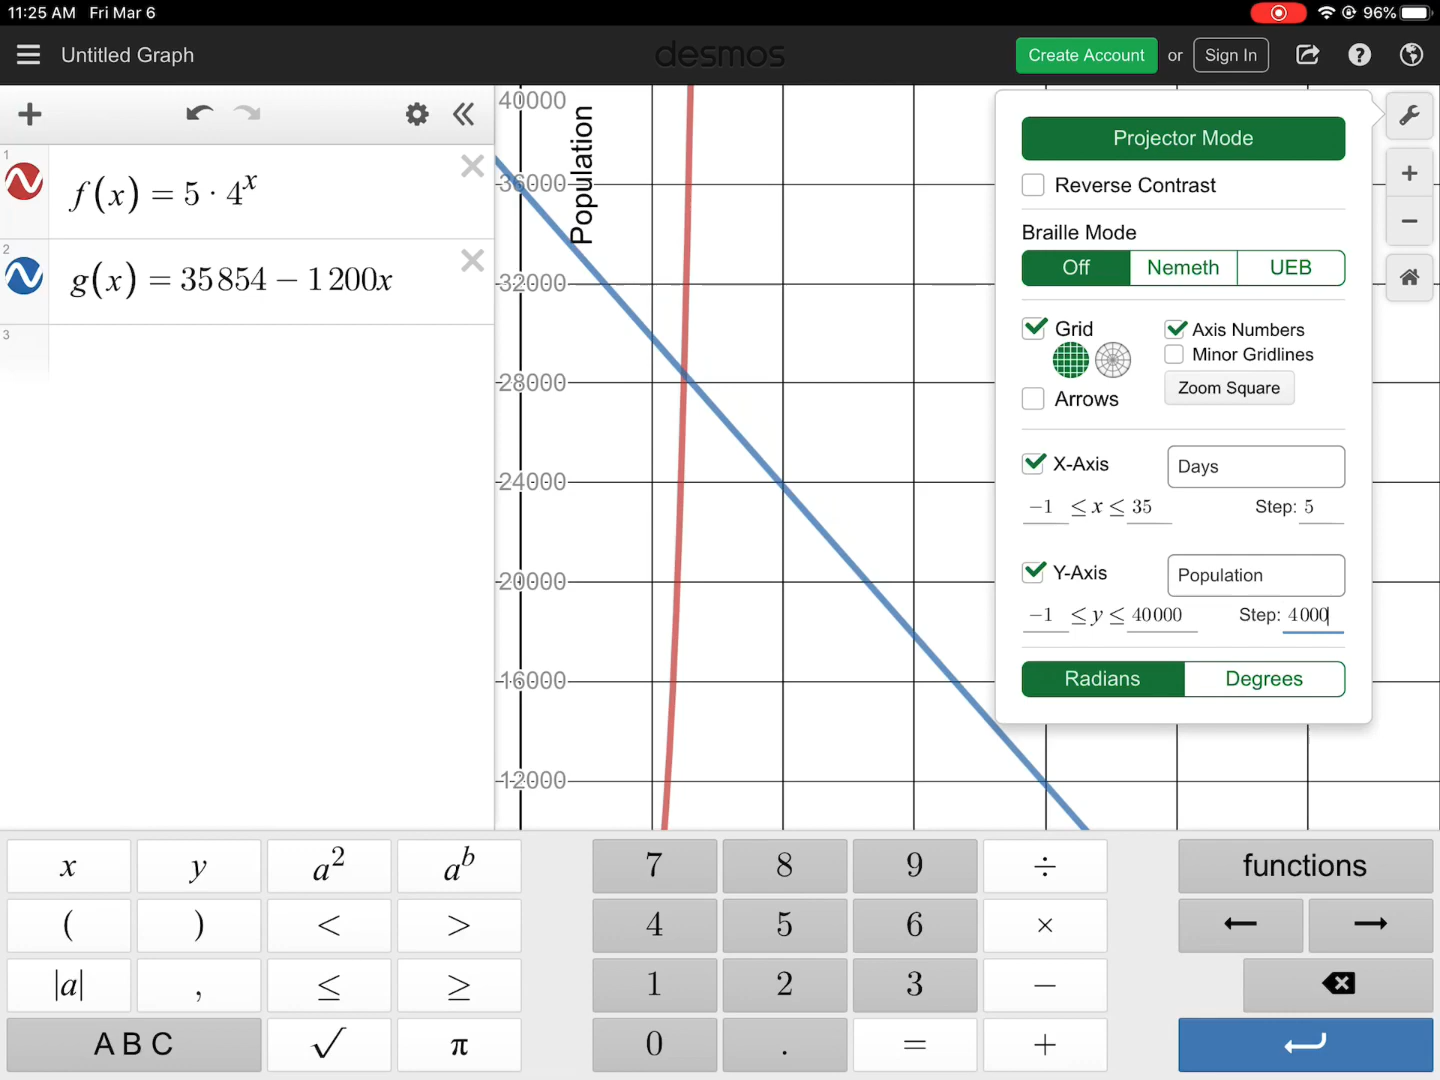 11:25 AM Fri Mar 6 96%
Untitled Graph desmos Create Account or Sign In
1 f(x) = 5 · 4^x
2 g(x) = 35854 − 1200x
3
Population
40000
36000
32000
28000
24000
20000
16000
12000
Projector Mode
Reverse Contrast
Braille Mode
Off Nemeth UEB
Grid Axis Numbers
Minor Gridlines
Zoom Square
Arrows
X-Axis Days
−1 ≤ x ≤ 35 Step: 5
Y-Axis Population
−1 ≤ y ≤ 40000 Step: 4000
Radians Degrees
x y a^2 a^b 7 8 9 ÷ functions
( ) < > 4 5 6 × ← →
|a| , ≤ ≥ 1 2 3 −
A B C √ π 0 . = +